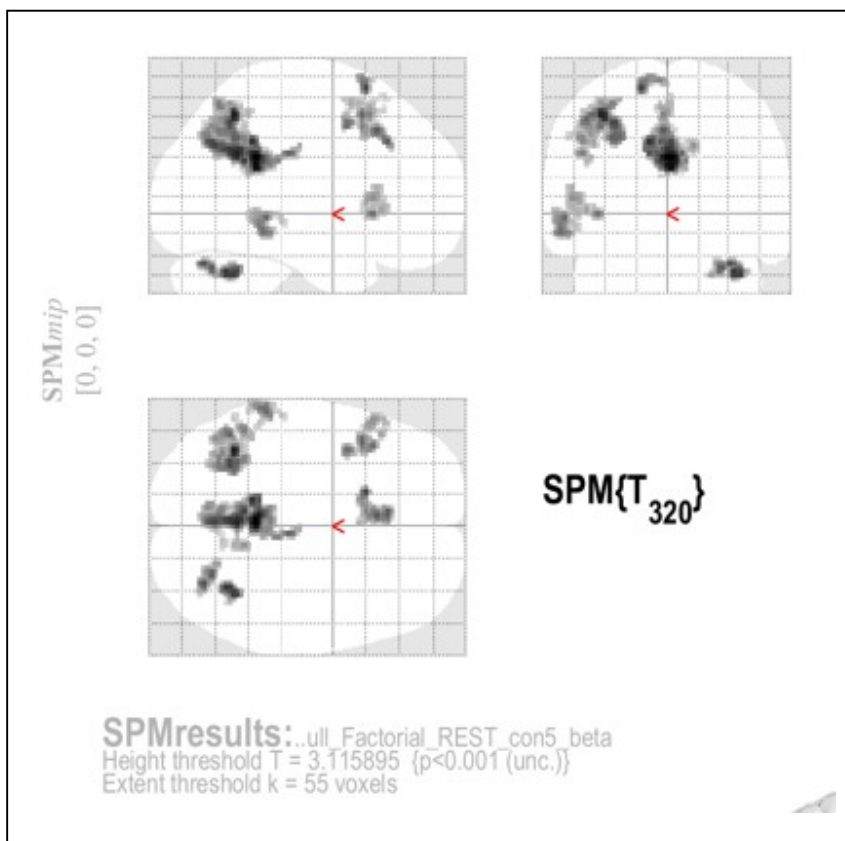 SPMmip
[0, 0, 0]
<
<
<
SPM{T320}
SPMresults:..ull_Factorial_REST_con5_beta
Height threshold T = 3.115895 {p<0.001 (unc.)}
Extent threshold k = 55 voxels